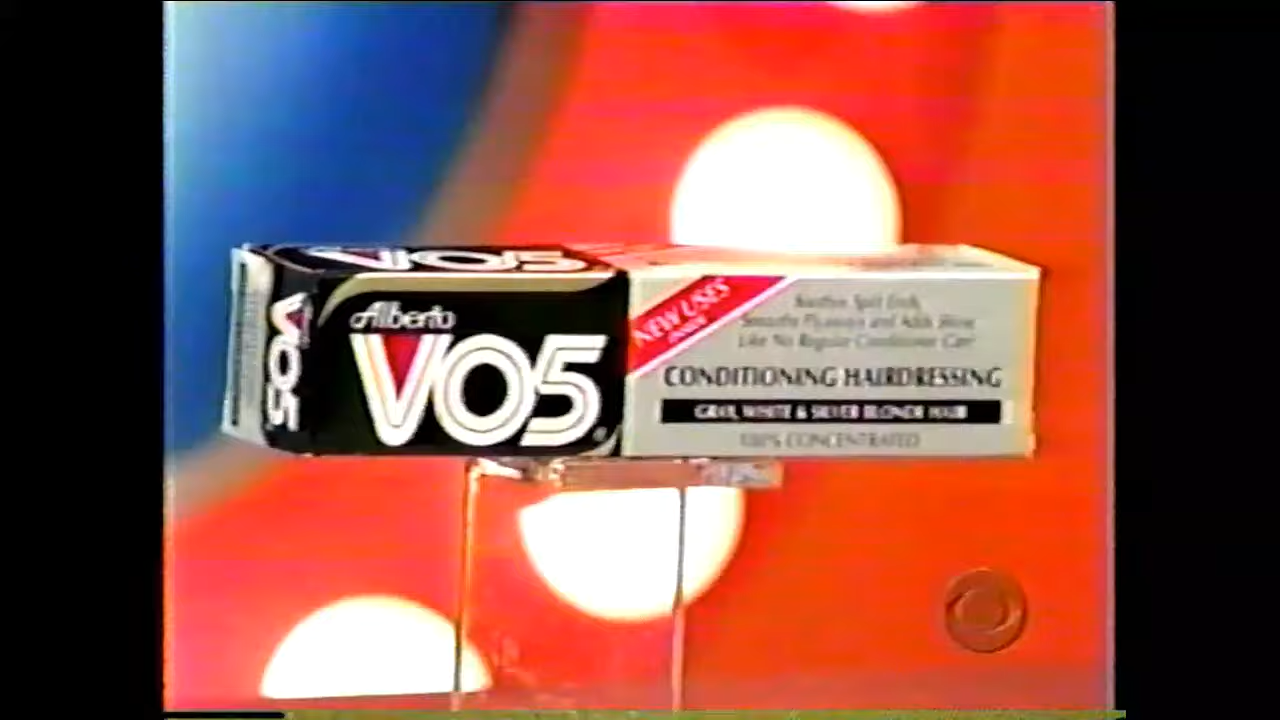 VO5
VO5
Alberto
VO5
NEW USES
INSIDE
Soothes Split Ends,
Smooths Flyaways and Adds Shine
Like No Regular Conditioner Can!
CONDITIONING HAIRDRESSING
GRAY, WHITE & SILVER BLONDE HAIR
100% CONCENTRATED